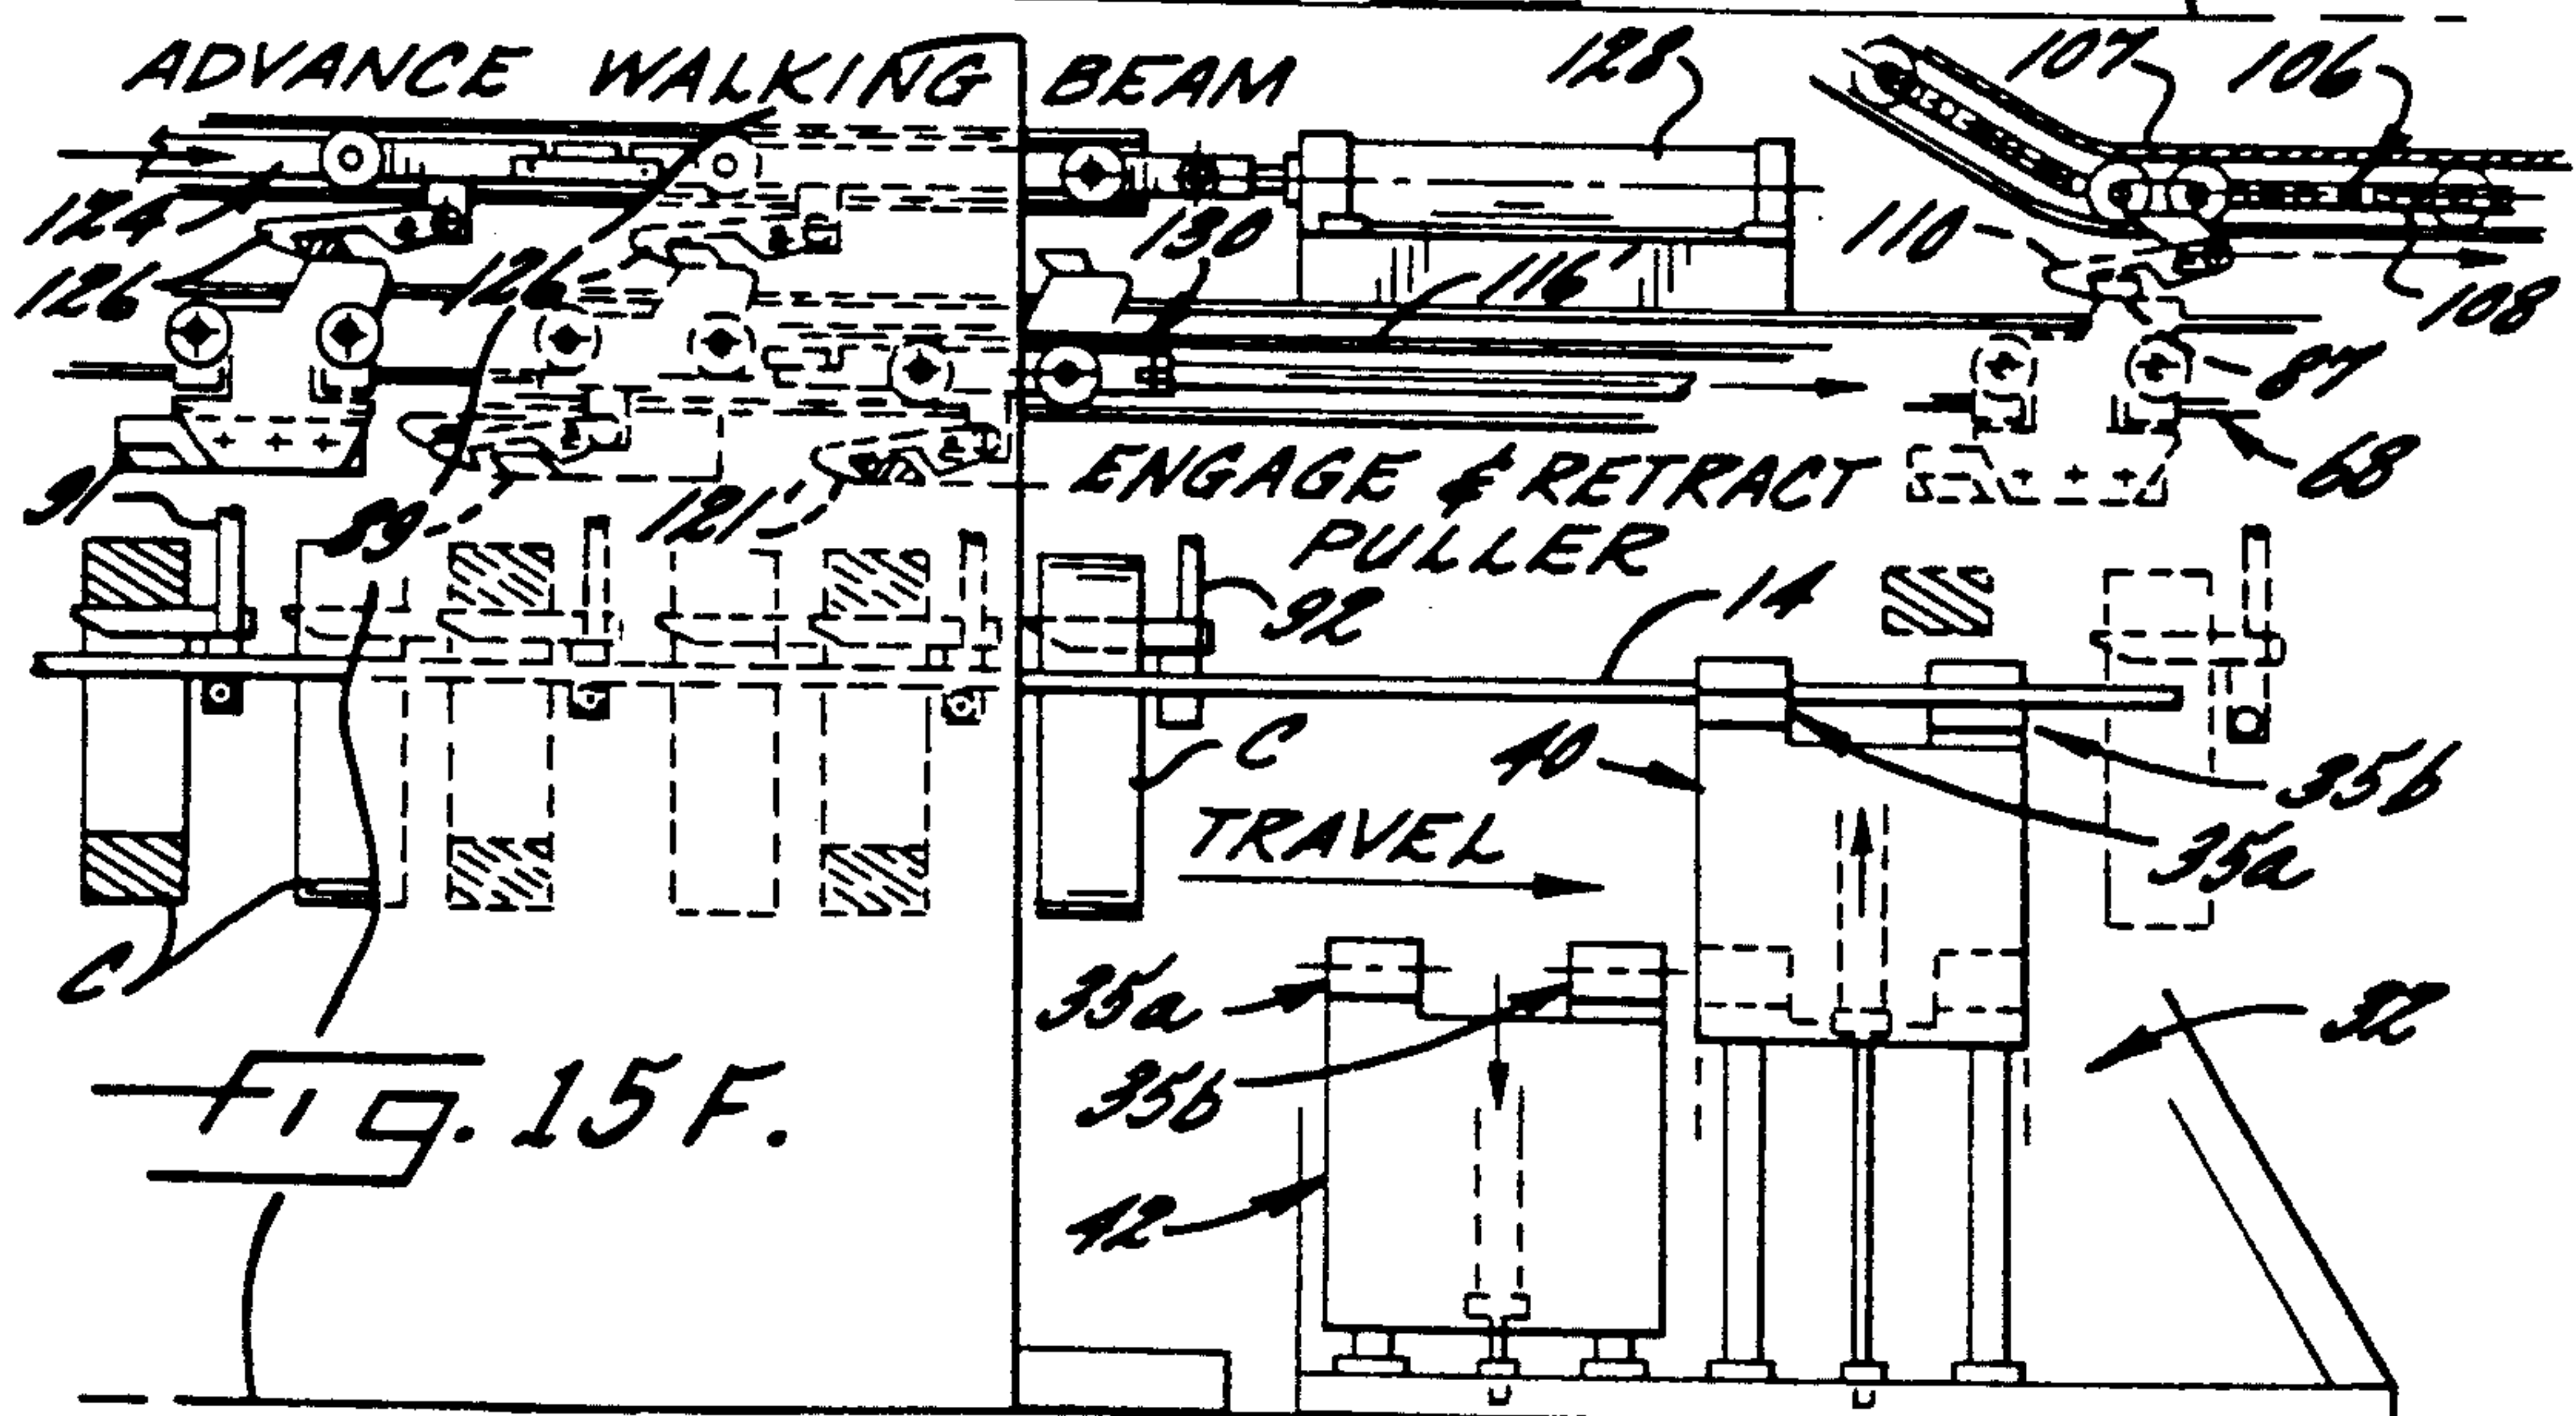 ADVANCE WALKING BEAM
128
107
106
124
126
126
130
116
110
108
87
68
91
89
121'
ENGAGE & RETRACT
PULLER
92
14
C
40
35b
35a
TRAVEL
C
35a
35b
32
42
Fig. 15F.